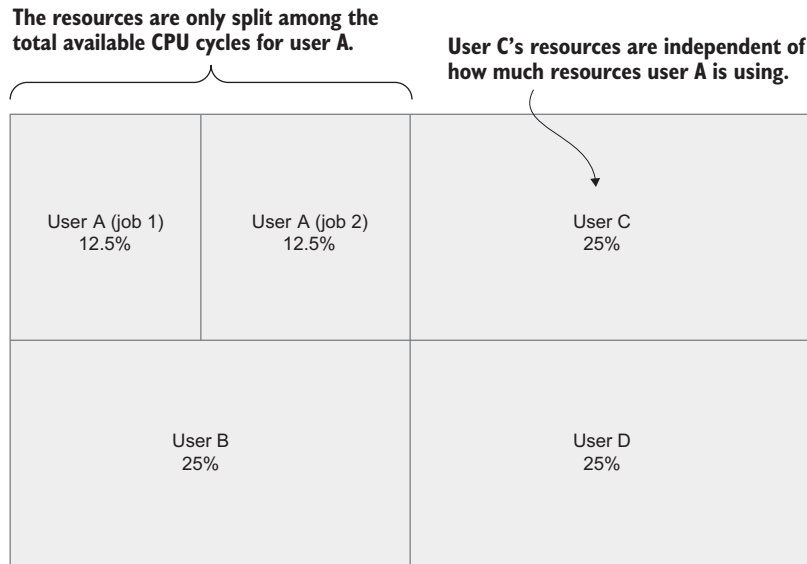 The resources are only split among the
total available CPU cycles for user A.
User C's resources are independent of
how much resources user A is using.
User A (job 1)
12.5%
User A (job 2)
12.5%
User C
25%
User B
25%
User D
25%